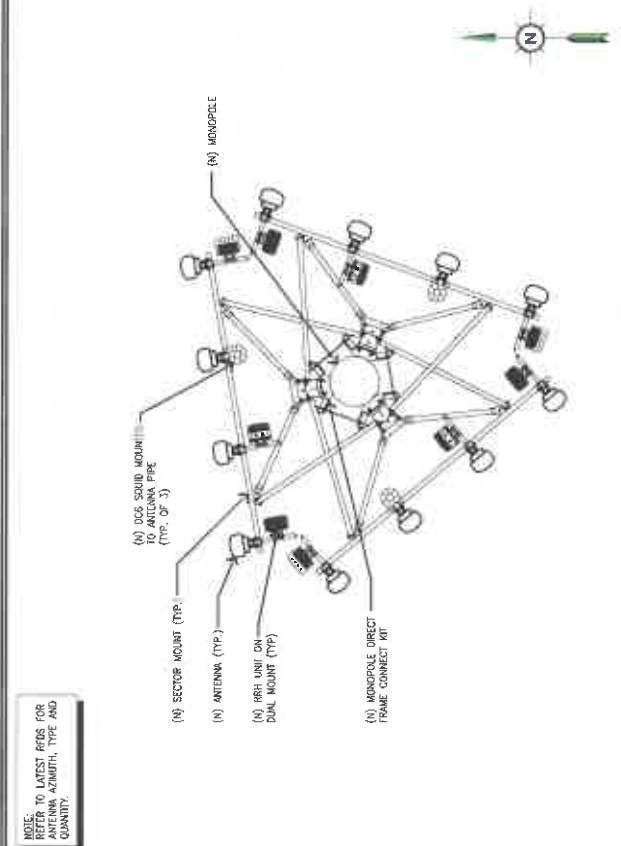 NOTE:
REFER TO LATEST RFDS FOR
ANTENNA AZIMUTH, TYPE AND
QUANTITY.
(N) DC6 SQUID MOUNT
TO ANTENNA PIPE
(TYP. OF 3)
(N) SECTOR MOUNT (TYP.)
(N) ANTENNA (TYP.)
(N) RRH UNIT ON
DUAL MOUNT (TYP)
(N) MONOPOLE DIRECT
FRAME CONNECT KIT
(N) MONOPOLE
N